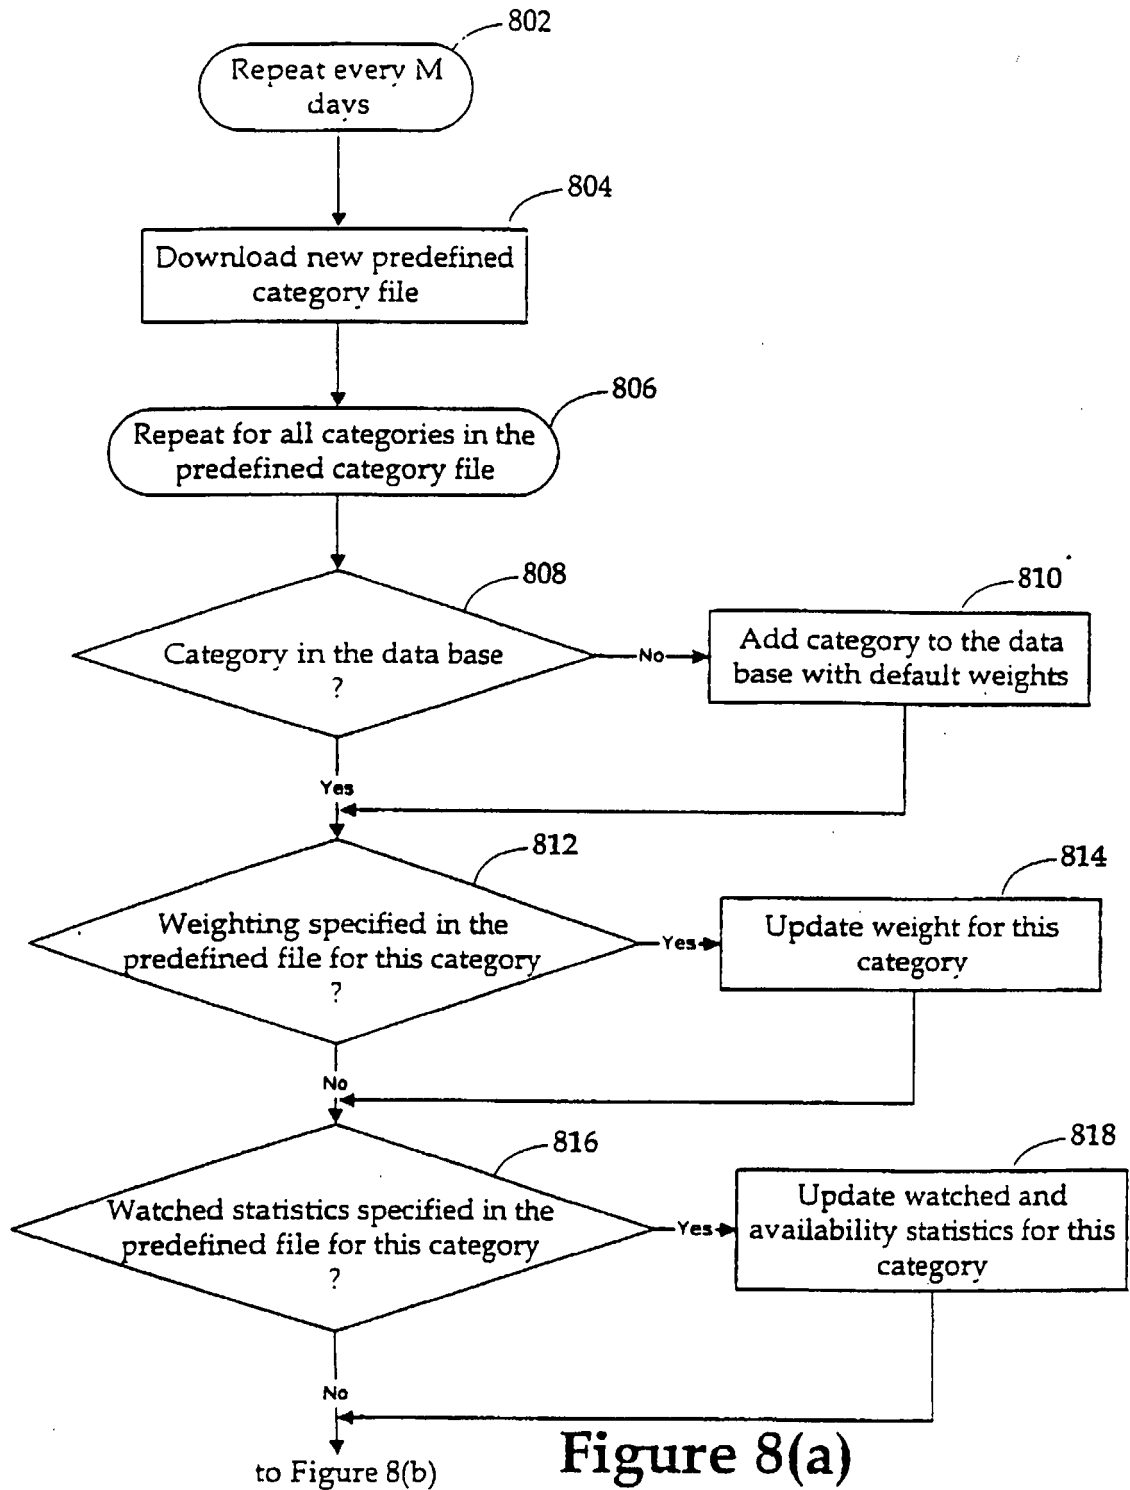 802
Repeat every M
days
804
Download new predefined
category file
806
Repeat for all categories in the
predefined category file
808
Category in the data base
?
No
810
Add category to the data
base with default weights
Yes
812
Weighting specified in the
predefined file for this category
?
Yes
814
Update weight for this
category
No
816
Watched statistics specified in the
predefined file for this category
?
Yes
818
Update watched and
availability statistics for this
category
No
to Figure 8(b)
Figure 8(a)